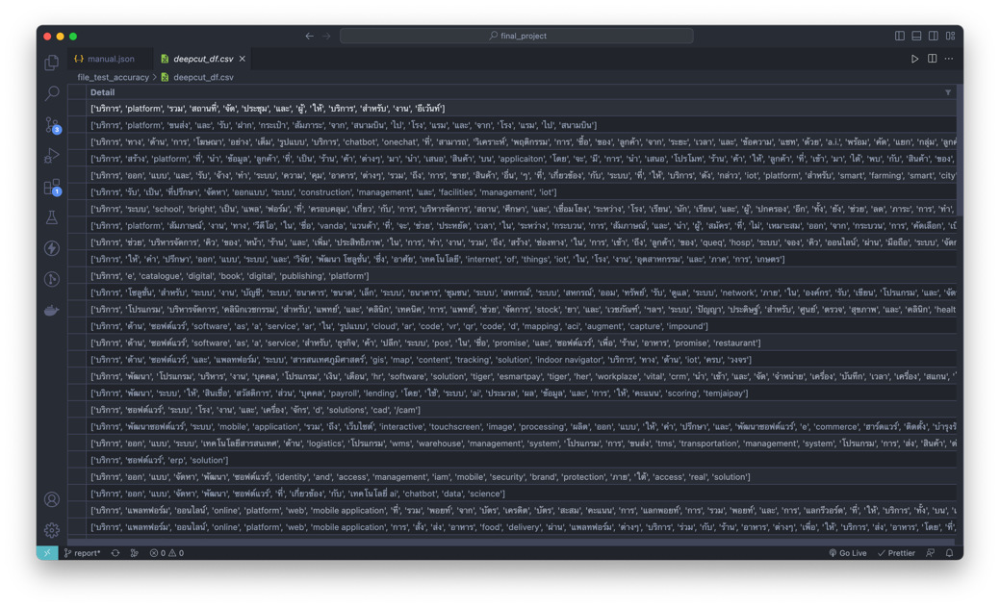 final_project
manual.json
deepcut_df.csv
file_test_accuracy > deepcut_df.csv
Detail
['บริการ', 'platform', 'รวม', 'สถานที่', 'จัด', 'ประชุม', 'และ', 'ผู้', 'ให้', 'บริการ', 'สำหรับ', 'งาน', 'อีเว้นท์']
['บริการ', 'platform', 'ขนส่ง', 'และ', 'รับ', 'ฝาก', 'กระเป๋า', 'สัมภาระ', 'จาก', 'สนามบิน', 'ไป', 'โรง', 'แรม', 'และ', 'จาก', 'โรง', 'แรม', 'ไป', 'สนามบิน']
['บริการ', 'ทาง', 'ด้าน', 'การ', 'โฆษณา', 'อย่าง', 'เต็ม', 'รูปแบบ', 'บริการ', 'chatbot', 'onechat', 'ที่', 'สามารถ', 'วิเคราะห์', 'พฤติกรรม', 'การ', 'ซื้อ', 'ของ', 'ลูกค้า', 'จาก', 'ระยะ', 'เวลา', 'และ', 'ข้อความ', 'แชท', 'ด้วย', 'a.i.', 'พร้อม', 'คัด', 'แยก', 'กลุ่ม',
['บริการ', 'สร้าง', 'platform', 'ที่', 'นำ', 'ข้อมูล', 'ลูกค้า', 'ที่', 'เป็น', 'ร้าน', 'ค้า', 'ต่างๆ', 'มา', 'นำ', 'เสนอ', 'สินค้า', 'บน', 'applicaiton', 'โดย', 'จะ', 'มี', 'การ', 'นำ', 'เสนอ', 'โปรโมท', 'ร้าน', 'ค้า', 'ให้', 'ลูกค้า', 'ที่', 'เข้า', 'มา', 'ได้', 'พบ', 'กับ', 'สินค้า', 'ของ',
['บริการ', 'ออก', 'แบบ', 'และ', 'รับ', 'จ้าง', 'ทำ', 'ระบบ', 'ความ', 'คุม', 'อาคาร', 'ต่างๆ', 'รวม', 'ถึง', 'การ', 'ขาย', 'สินค้า', 'อื่น', 'ๆ', 'ที่', 'เกี่ยวข้อง', 'กับ', 'ระบบ', 'ที่', 'ให้', 'บริการ', 'ดัง', 'กล่าว', 'iot', 'platform', 'สำหรับ', 'smart', 'farming', 'smart', 'city'
['บริการ', 'รับ', 'เป็น', 'ที่ปรึกษา', 'จัดหา', 'ออกแบบ', 'ระบบ', 'construction', 'management', 'และ', 'facilities', 'management', 'iot']
['บริการ', 'ระบบ', 'school', 'bright', 'เป็น', 'แพล', 'ฟอร์ม', 'ที่', 'ครอบคลุม', 'เกี่ยว', 'กับ', 'การ', 'บริหารจัดการ', 'สถาน', 'ศึกษา', 'และ', 'เชื่อมโยง', 'ระหว่าง', 'โรง', 'เรียน', 'นัก', 'เรียน', 'และ', 'ผู้', 'ปกครอง', 'อีก', 'ทั้ง', 'ยัง', 'ช่วย', 'ลด', 'ภาระ', 'การ', 'ทำ',
['บริการ', 'platform', 'สัมภาษณ์', 'งาน', 'ทาง', 'วีดีโอ', 'ใน', 'ชื่อ', 'vanda', 'แวนด้า', 'ที่', 'จะ', 'ช่วย', 'ประหยัด', 'เวลา', 'ใน', 'ระหว่าง', 'กระบวน', 'การ', 'สัมภาษณ์', 'และ', 'นำ', 'ผู้', 'สมัคร', 'ที่', 'ไม่', 'เหมาะสม', 'ออก', 'จาก', 'กระบวน', 'การ', 'คัดเลือก',
['บริการ', 'ช่วย', 'บริหารจัดการ', 'คิว', 'ของ', 'หน้า', 'ร้าน', 'และ', 'เพิ่ม', 'ประสิทธิภาพ', 'ใน', 'การ', 'ทำ', 'งาน', 'รวม', 'ถึง', 'สร้าง', 'ช่องทาง', 'ใน', 'การ', 'เข้า', 'ถึง', 'ลูกค้า', 'ของ', 'queq', 'hosp', 'ระบบ', 'จอง', 'คิว', 'ออนไลน์', 'ผ่าน', 'มือถือ', 'ระบบ',
['บริการ', 'ให้', 'คำ', 'ปรึกษา', 'ออก', 'แบบ', 'ระบบ', 'และ', 'วิจัย', 'พัฒนา', 'โซลูชั่น', 'ซึ่ง', 'อาศัย', 'เทคโนโลยี', 'internet', 'of', 'things', 'iot', 'ใน', 'โรง', 'งาน', 'อุตสาหกรรม', 'และ', 'ภาค', 'การ', 'เกษตร']
['บริการ', 'e', 'catalogue', 'digital', 'book', 'digital', 'publishing', 'platform']
['บริการ', 'โซลูชั่น', 'สำหรับ', 'ระบบ', 'งาน', 'บัญชี', 'ระบบ', 'ธนาคาร', 'ขนาด', 'เล็ก', 'ระบบ', 'ธนาคาร', 'ชุมชน', 'ระบบ', 'สหกรณ์', 'ระบบ', 'สหกรณ์', 'ออม', 'ทรัพย์', 'รับ', 'ดูแล', 'ระบบ', 'network', 'ภาย', 'ใน', 'องค์กร', 'รับ', 'เขียน', 'โปรแกรม', 'และ',
['บริการ', 'โปรแกรม', 'บริหารจัดการ', 'คลินิกเวชกรรม', 'สำหรับ', 'แพทย์', 'และ', 'คลินิก', 'เทคนิค', 'การ', 'แพทย์', 'ช่วย', 'จัดการ', 'stock', 'ยา', 'และ', 'เวชภัณฑ์', 'ฯลฯ', 'ระบบ', 'ปัญญา', 'ประดิษฐ์', 'สำหรับ', 'ศูนย์', 'ตรวจ', 'สุขภาพ', 'และ', 'คลินิก', 'healt
['บริการ', 'ด้าน', 'ซอฟต์แวร์', 'software', 'as', 'a', 'service', 'ar', 'ใน', 'รูปแบบ', 'cloud', 'ar', 'code', 'vr', 'qr', 'code', 'd', 'mapping', 'aci', 'augment', 'capture', 'impound']
['บริการ', 'ด้าน', 'ซอฟต์แวร์', 'software', 'as', 'a', 'service', 'สำหรับ', 'ธุรกิจ', 'ค้า', 'ปลีก', 'ระบบ', 'pos', 'ใน', 'ชื่อ', 'promise', 'และ', 'ซอฟต์แวร์', 'เพื่อ', 'ร้าน', 'อาหาร', 'promise', 'restaurant']
['บริการ', 'ด้าน', 'ซอฟต์แวร์', 'และ', 'แพลทฟอร์ม', 'ระบบ', 'สารสนเทศภูมิศาสตร์', 'gis', 'map', 'content', 'tracking', 'solution', 'indoor navigator', 'บริการ', 'ทาง', 'ด้าน', 'iot', 'ครบ', 'วงจร']
['บริการ', 'พัฒนา', 'โปรแกรม', 'บริหาร', 'งาน', 'บุคคล', 'โปรแกรม', 'เงิน', 'เดือน', 'hr', 'software', 'solution', 'tiger', 'esmartpay', 'tiger', 'her', 'workplaze', 'vital', 'crm', 'นำ', 'เข้า', 'และ', 'จัด', 'จำหน่าย', 'เครื่อง', 'บันทึก', 'เวลา', 'เครื่อง', 'สแกน',
['บริการ', 'พัฒนา', 'ระบบ', 'ให้', 'สินเชื่อ', 'สวัสดิการ', 'ส่วน', 'บุคคล', 'payroll', 'lending', 'โดย', 'ใช้', 'ระบบ', 'ai', 'ประมวล', 'ผล', 'ข้อมูล', 'และ', 'การ', 'ให้', 'คะแนน', 'scoring', 'temjaipay']
['บริการ', 'ซอฟต์แวร์', 'ระบบ', 'โรง', 'งาน', 'และ', 'เครื่อง', 'จักร', 'd', 'solutions', 'cad', '/cam']
['บริการ', 'พัฒนาซอฟต์แวร์', 'ระบบ', 'mobile', 'application', 'รวม', 'ถึง', 'เว็บไซต์', 'interactive', 'touchscreen', 'image', 'processing', 'ผลิต', 'ออก', 'แบบ', 'ให้', 'คำ', 'ปรึกษา', 'และ', 'พัฒนาซอฟต์แวร์', 'e', 'commerce', 'ฮาร์ดแวร์', 'ติดตั้ง',
['บริการ', 'ออก', 'แบบ', 'ระบบ', 'เทคโนโลยีสารสนเทศ', 'ด้าน', 'logistics', 'โปรแกรม', 'wms', 'warehouse', 'management', 'system', 'โปรแกรม', 'การ', 'ขนส่ง', 'tms', 'transportation', 'management', 'system', 'โปรแกรม', 'การ', 'ส่ง', 'สินค้า',
['บริการ', 'ซอฟต์แวร์', 'erp', 'solution']
['บริการ', 'ออก', 'แบบ', 'จัดหา', 'พัฒนา', 'ซอฟต์แวร์', 'identity', 'and', 'access', 'management', 'iam', 'mobile', 'security', 'brand', 'protection', 'ภาย', 'ใต้', 'access', 'real', 'solution']
['บริการ', 'ออก', 'แบบ', 'จัดหา', 'พัฒนา', 'ซอฟต์แวร์', 'ที่', 'เกี่ยวข้อง', 'กับ', 'เทคโนโลยี ai', 'chatbot', 'data', 'science']
['บริการ', 'แพลทฟอร์ม', 'ออนไลน์', 'online', 'platform', 'web', 'mobile application', 'ที่', 'รวม', 'พอยท์', 'จาก', 'บัตร', 'เครดิต', 'บัตร', 'สะสม', 'คะแนน', 'การ', 'แลกพอยท์', 'การ', 'รวม', 'พอยท์', 'และ', 'การ', 'แลกรีวอร์ด', 'ที่', 'ให้', 'บริการ', 'ทั้ง', 'บน',
['บริการ', 'แพลทฟอร์ม', 'ออนไลน์', 'online', 'platform', 'web', 'mobile application', 'การ', 'สั่ง', 'ส่ง', 'อาหาร', 'food', 'delivery', 'ผ่าน', 'แพลทฟอร์ม', 'ต่างๆ', 'บริการ', 'ร่วม', 'กับ', 'ร้าน', 'อาหาร', 'ต่างๆ', 'เพื่อ', 'ให้', 'บริการ', 'ส่ง', 'อาหาร', 'โดย', 'ที่',
3
1
report* 0 0 Go Live Prettier